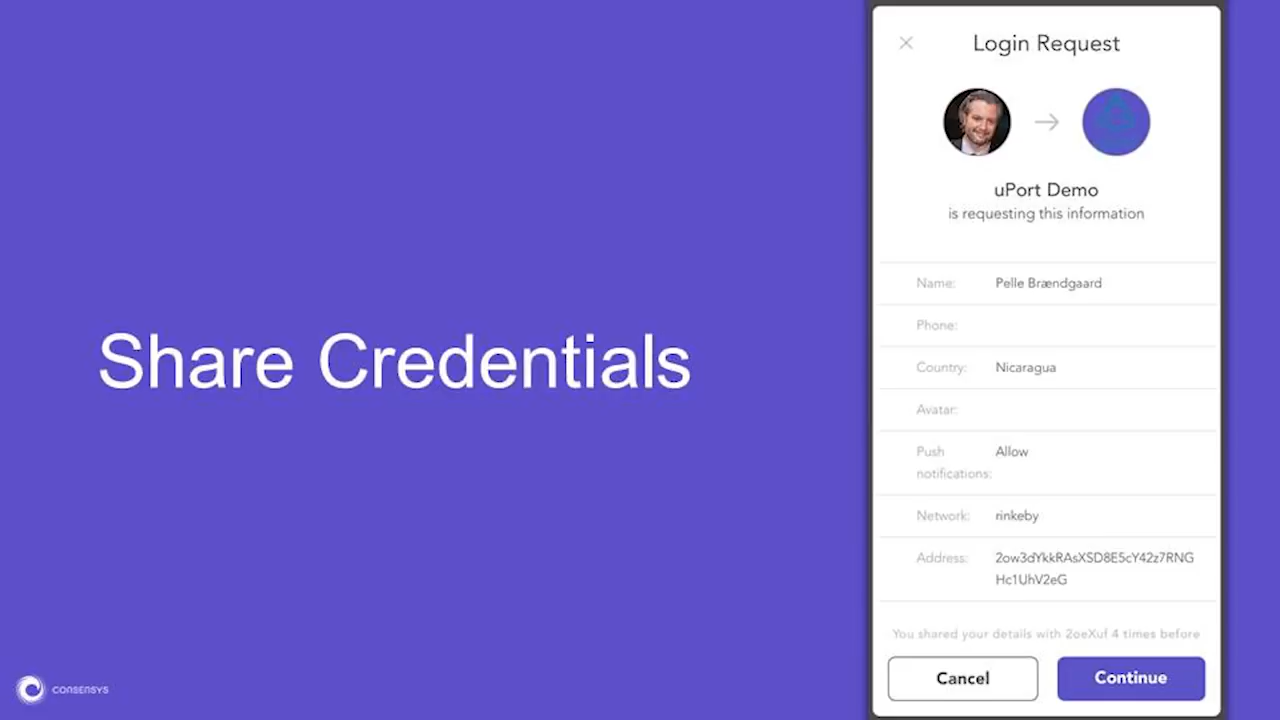 Login Request
uPort Demo
is requesting this information
Name: Pelle Brændgaard
Phone:
Country: Nicaragua
Avatar:
Push notifications: Allow
Network: rinkeby
Address: 2ow3dYkkRAsXSD8E5cY42z7RNG
Hc1UhV2eG
You shared your details with 2oeXuf 4 times before
Cancel
Continue
Share Credentials
CONSENSYS